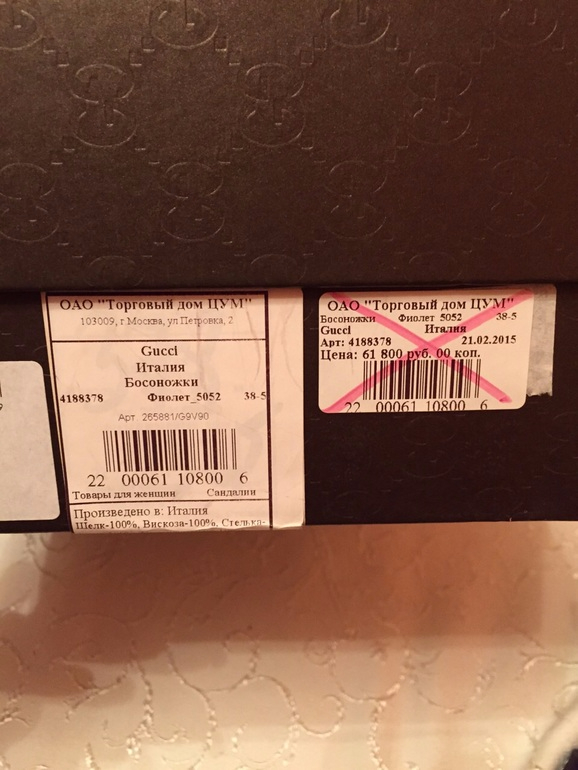 ОАО "Торговый дом ЦУМ"
103009, г.Москва, ул.Петровка, 2
Gucci
Италия
Босоножки
4188378 Фиолет_5052 38-5
Арт. 265881/G9V90
22 00061 10800 6
Товары для женщин Сандалии
Произведено в: Италия
Шелк-100%, Вискоза-100%, Стелька-
ОАО "Торговый дом ЦУМ"
Босоножки Фиолет 5052 38-5
Gucci Италия
Арт: 4188378 21.02.2015
Цена: 61 800 руб. 00 коп.
22 00061 10800 6